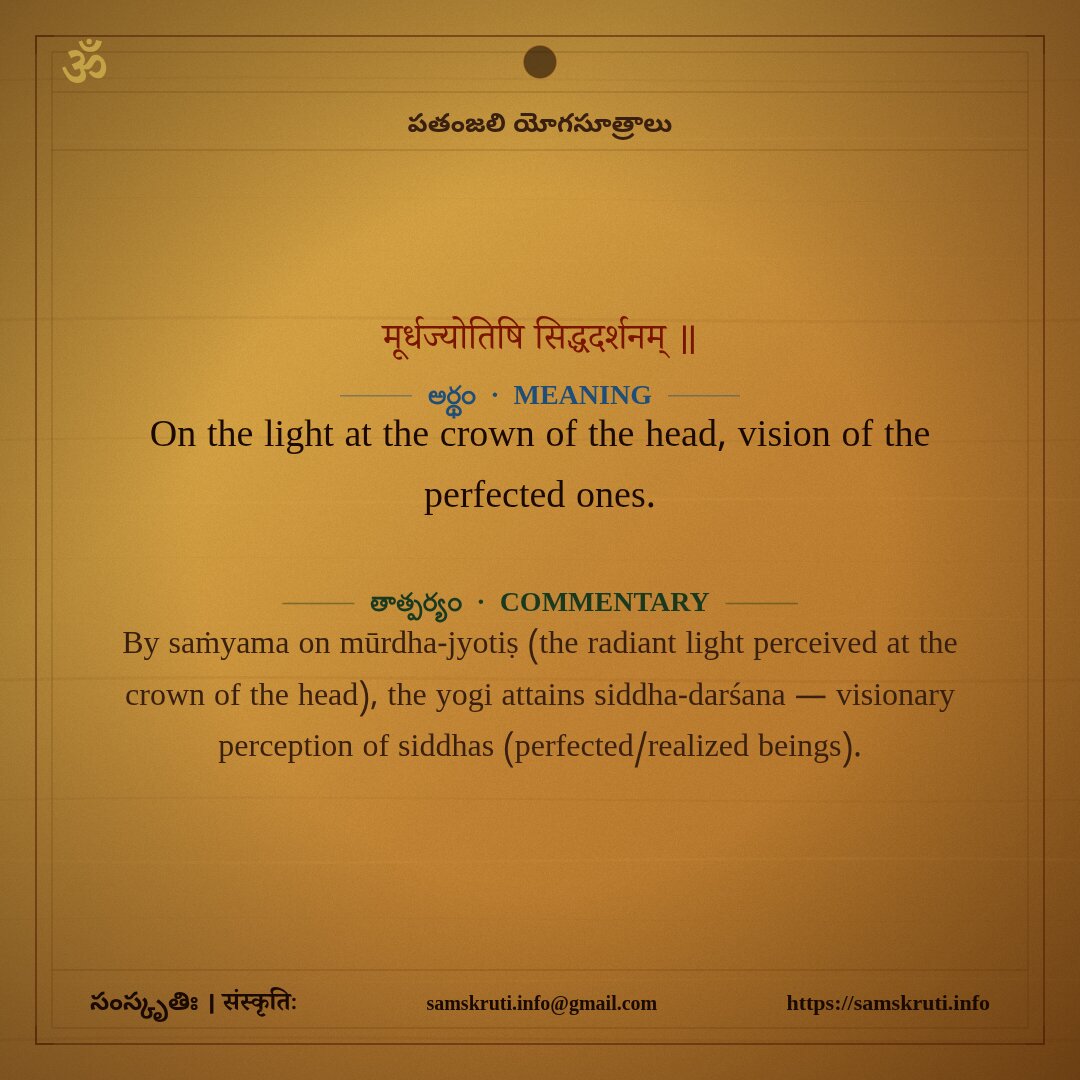 ॐ
పతంజలి యోగసూత్రాలు
मूर्धज्योतिषि सिद्धदर्शनम् ॥
అర్థం · MEANING
On the light at the crown of the head, vision of the
perfected ones.
తాత్పర్యం · COMMENTARY
By saṁyama on mūrdha-jyotiṣ (the radiant light perceived at the
crown of the head), the yogi attains siddha-darśana — visionary
perception of siddhas (perfected/realized beings).
సంస్కృతిః | संस्कृतिः samskruti.info@gmail.com https://samskruti.info